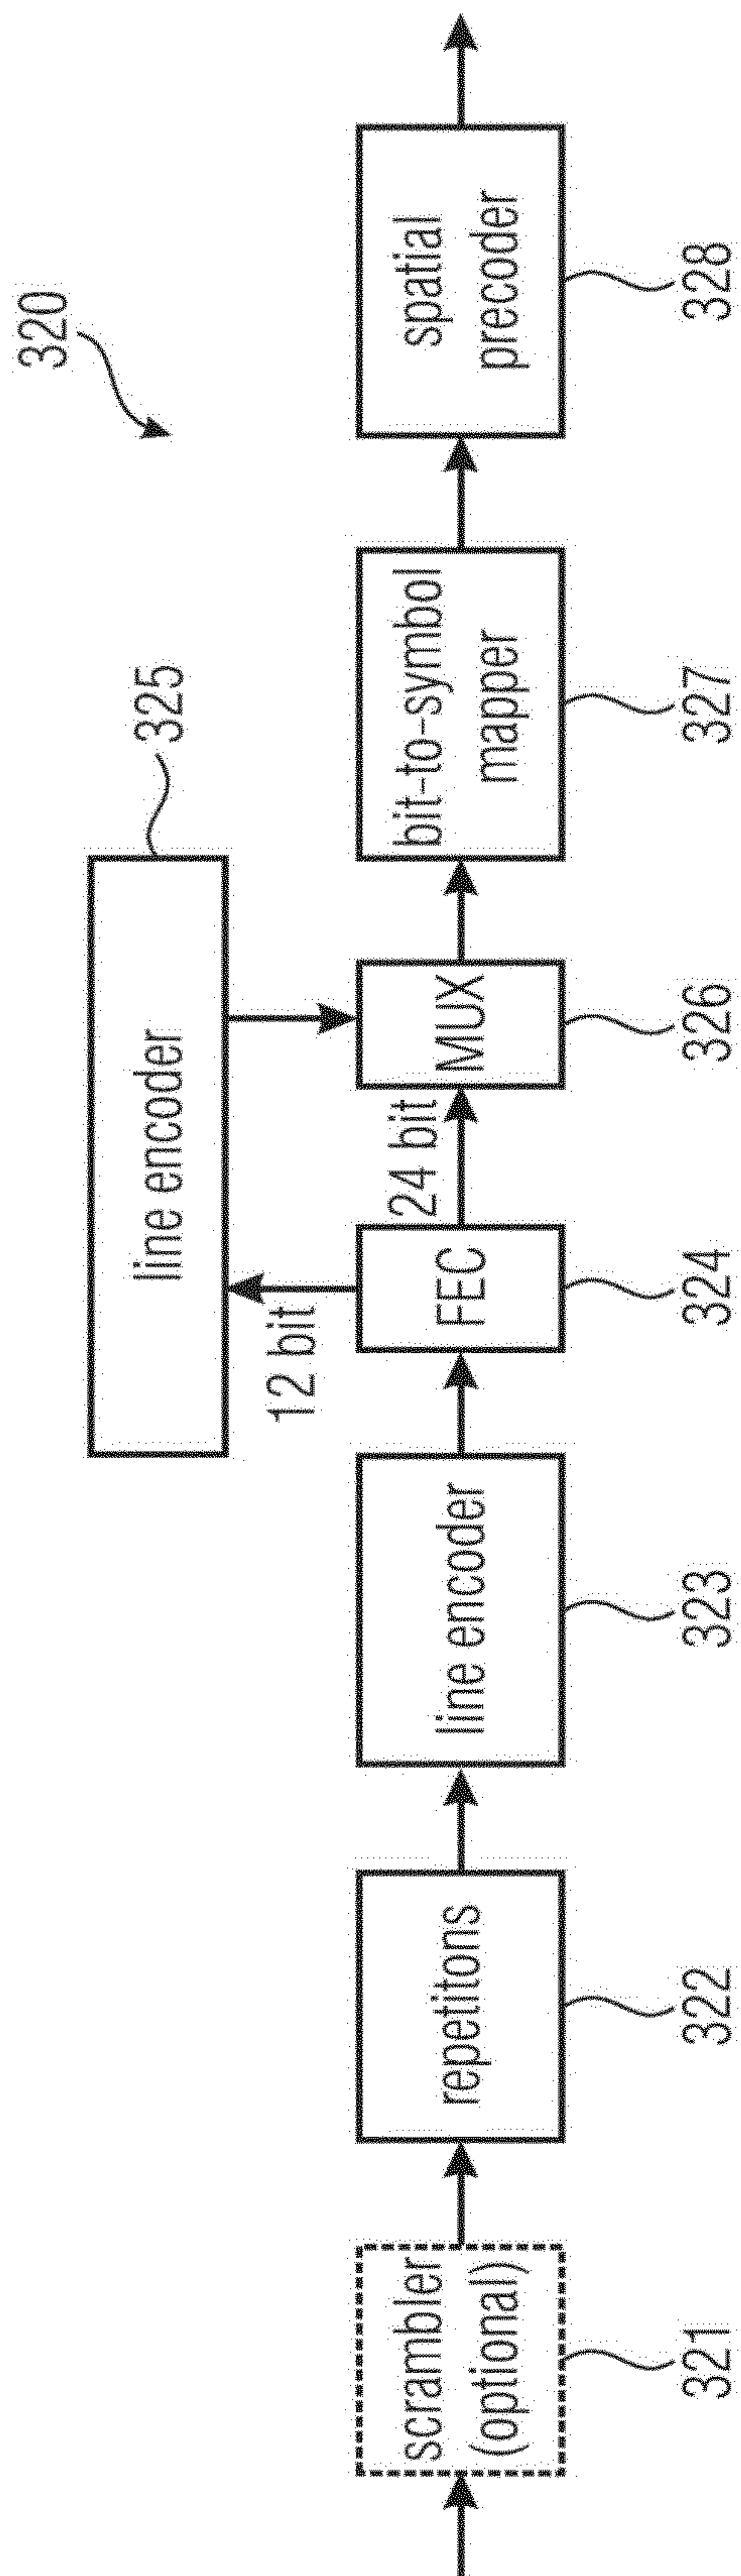 320
325
line encoder
12 bit
24 bit
scrambler
(optional)
repetitons
line encoder
FEC
MUX
bit-to-symbol
mapper
spatial
precoder
321
322
323
324
326
327
328